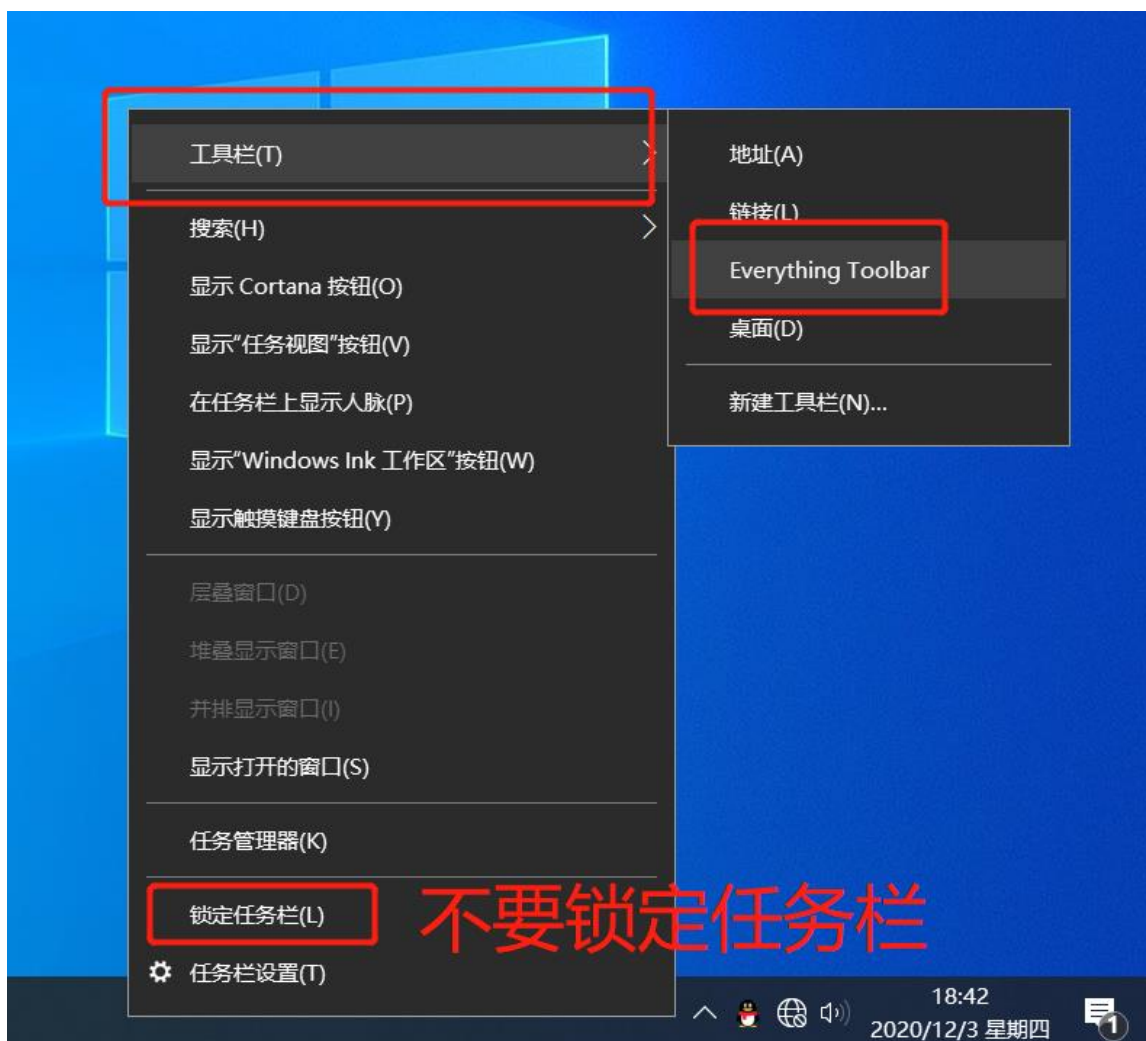 工具栏(T)
搜索(H)
显示 Cortana 按钮(O)
显示“任务视图”按钮(V)
在任务栏上显示人脉(P)
显示“Windows Ink 工作区”按钮(W)
显示触摸键盘按钮(Y)
层叠窗口(D)
堆叠显示窗口(E)
并排显示窗口(I)
显示打开的窗口(S)
任务管理器(K)
锁定任务栏(L)
不要锁定任务栏
任务栏设置(T)
地址(A)
链接(L)
Everything Toolbar
桌面(D)
新建工具栏(N)...
18:42
2020/12/3 星期四
1